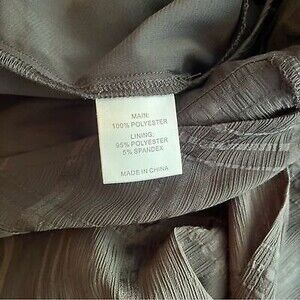 MAIN:
100% POLYESTER
LINING:
95% POLYESTER
5% SPANDEX
MADE IN CHINA